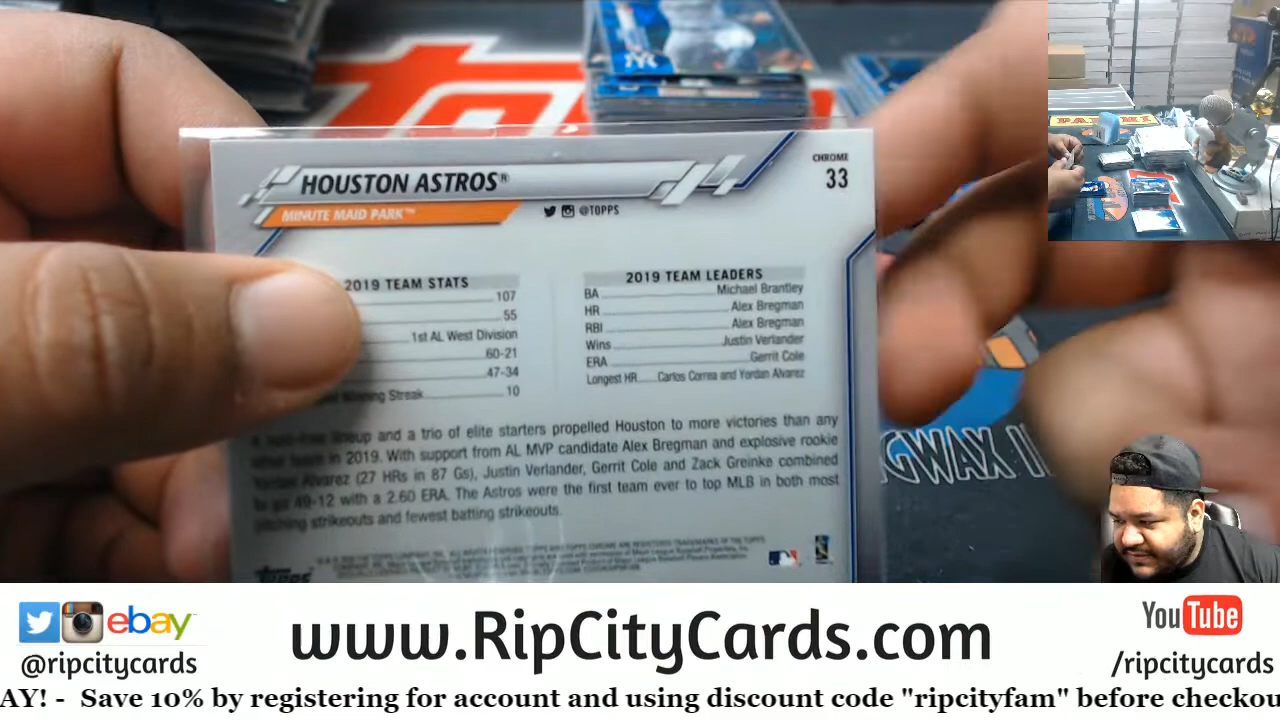 CHROME
33
HOUSTON ASTROS®
MINUTE MAID PARK™
@TOPPS
2019 TEAM STATS
107
55
1st AL West Division
60-21
47-34
Winning Streak 10
2019 TEAM LEADERS
BA Michael Brantley
HR Alex Bregman
RBI Alex Bregman
Wins Justin Verlander
ERA Gerrit Cole
Longest HR Carlos Correa and Yordan Alvarez
lineup and a trio of elite starters propelled Houston to more victories than any
in 2019. With support from AL MVP candidate Alex Bregman and explosive rookie
Yordan Alvarez (27 HRs in 87 Gs), Justin Verlander, Gerrit Cole and Zack Greinke combined
to go 49-12 with a 2.60 ERA. The Astros were the first team ever to top MLB in both most
pitching strikeouts and fewest batting strikeouts.
topps
GWAX
ebay™
@ripcitycards
www.RipCityCards.com
YouTube
/ripcitycards
AY! - Save 10% by registering for account and using discount code "ripcityfam" before checkou